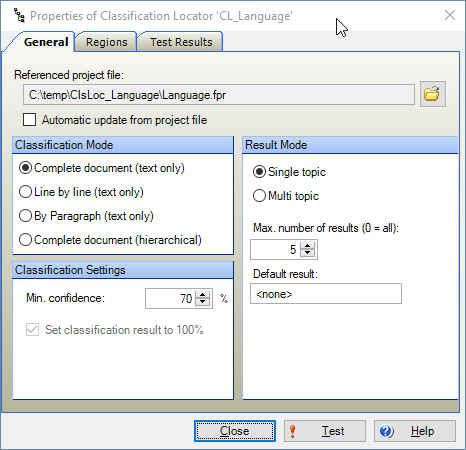 Properties of Classification Locator 'CL_Language'
General
Regions
Test Results
Referenced project file:
C:\temp\ClsLoc_Language\Language.fpr
Automatic update from project file
Classification Mode
Complete document (text only)
Line by line (text only)
By Paragraph (text only)
Complete document (hierarchical)
Classification Settings
Min. confidence:
70
%
Set classification result to 100%
Result Mode
Single topic
Multi topic
Max. number of results (0 = all):
5
Default result:
<none>
Close
Test
Help